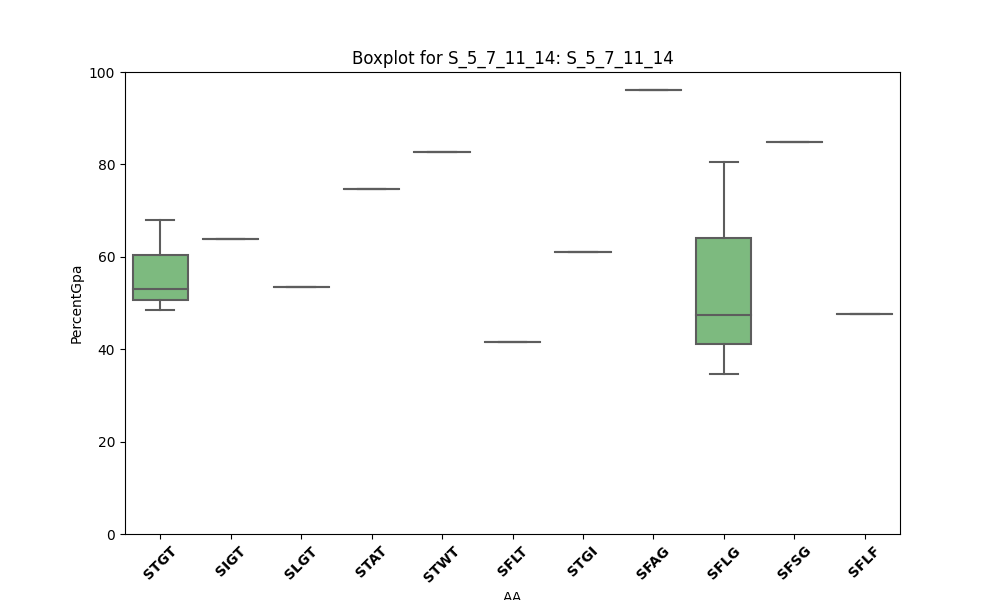 Boxplot for S_5_7_11_14: S_5_7_11_14
PercentGpa
100
80
60
40
20
0
STGT SIGT SLGT STAT STWT SFLT STGI SFAG SFLG SFSG SFLF
AA